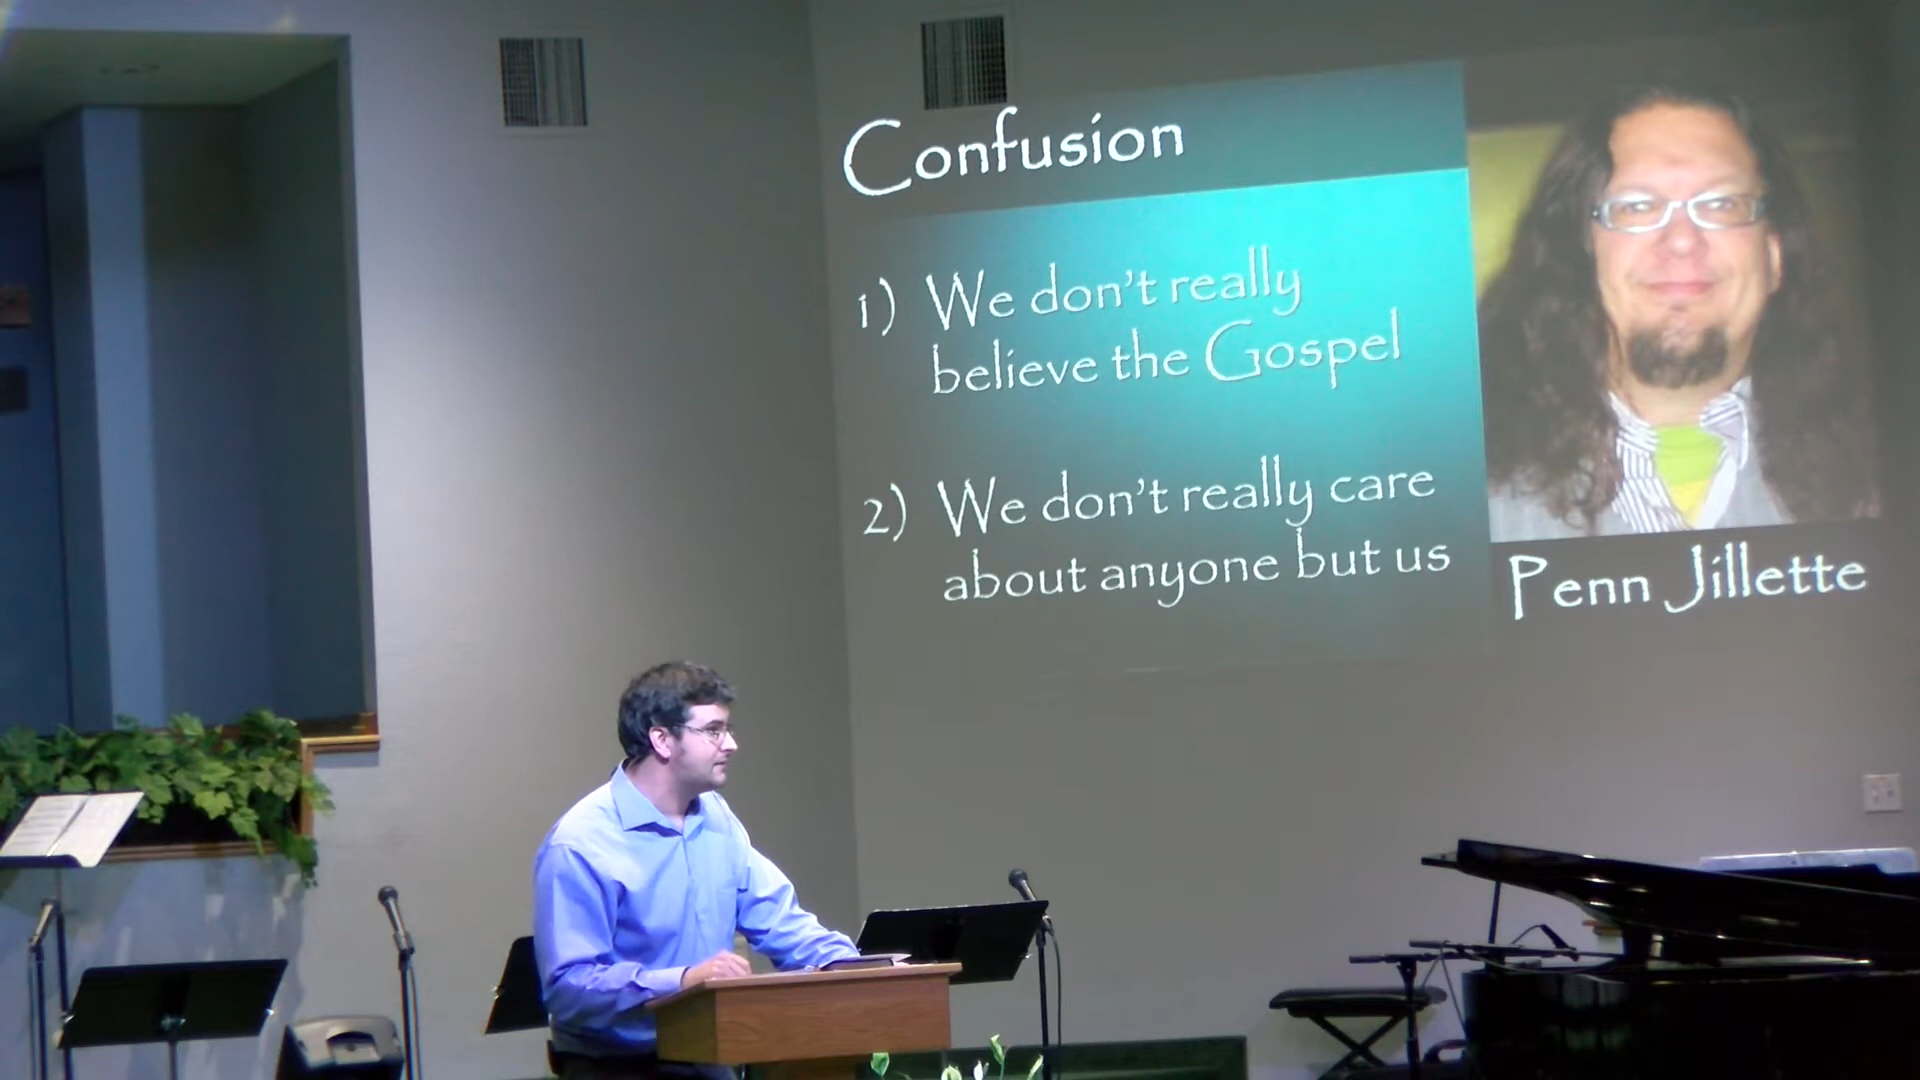 Confusion
1) We don't really
believe the Gospel
2) We don't really care
about anyone but us
Penn Jillette